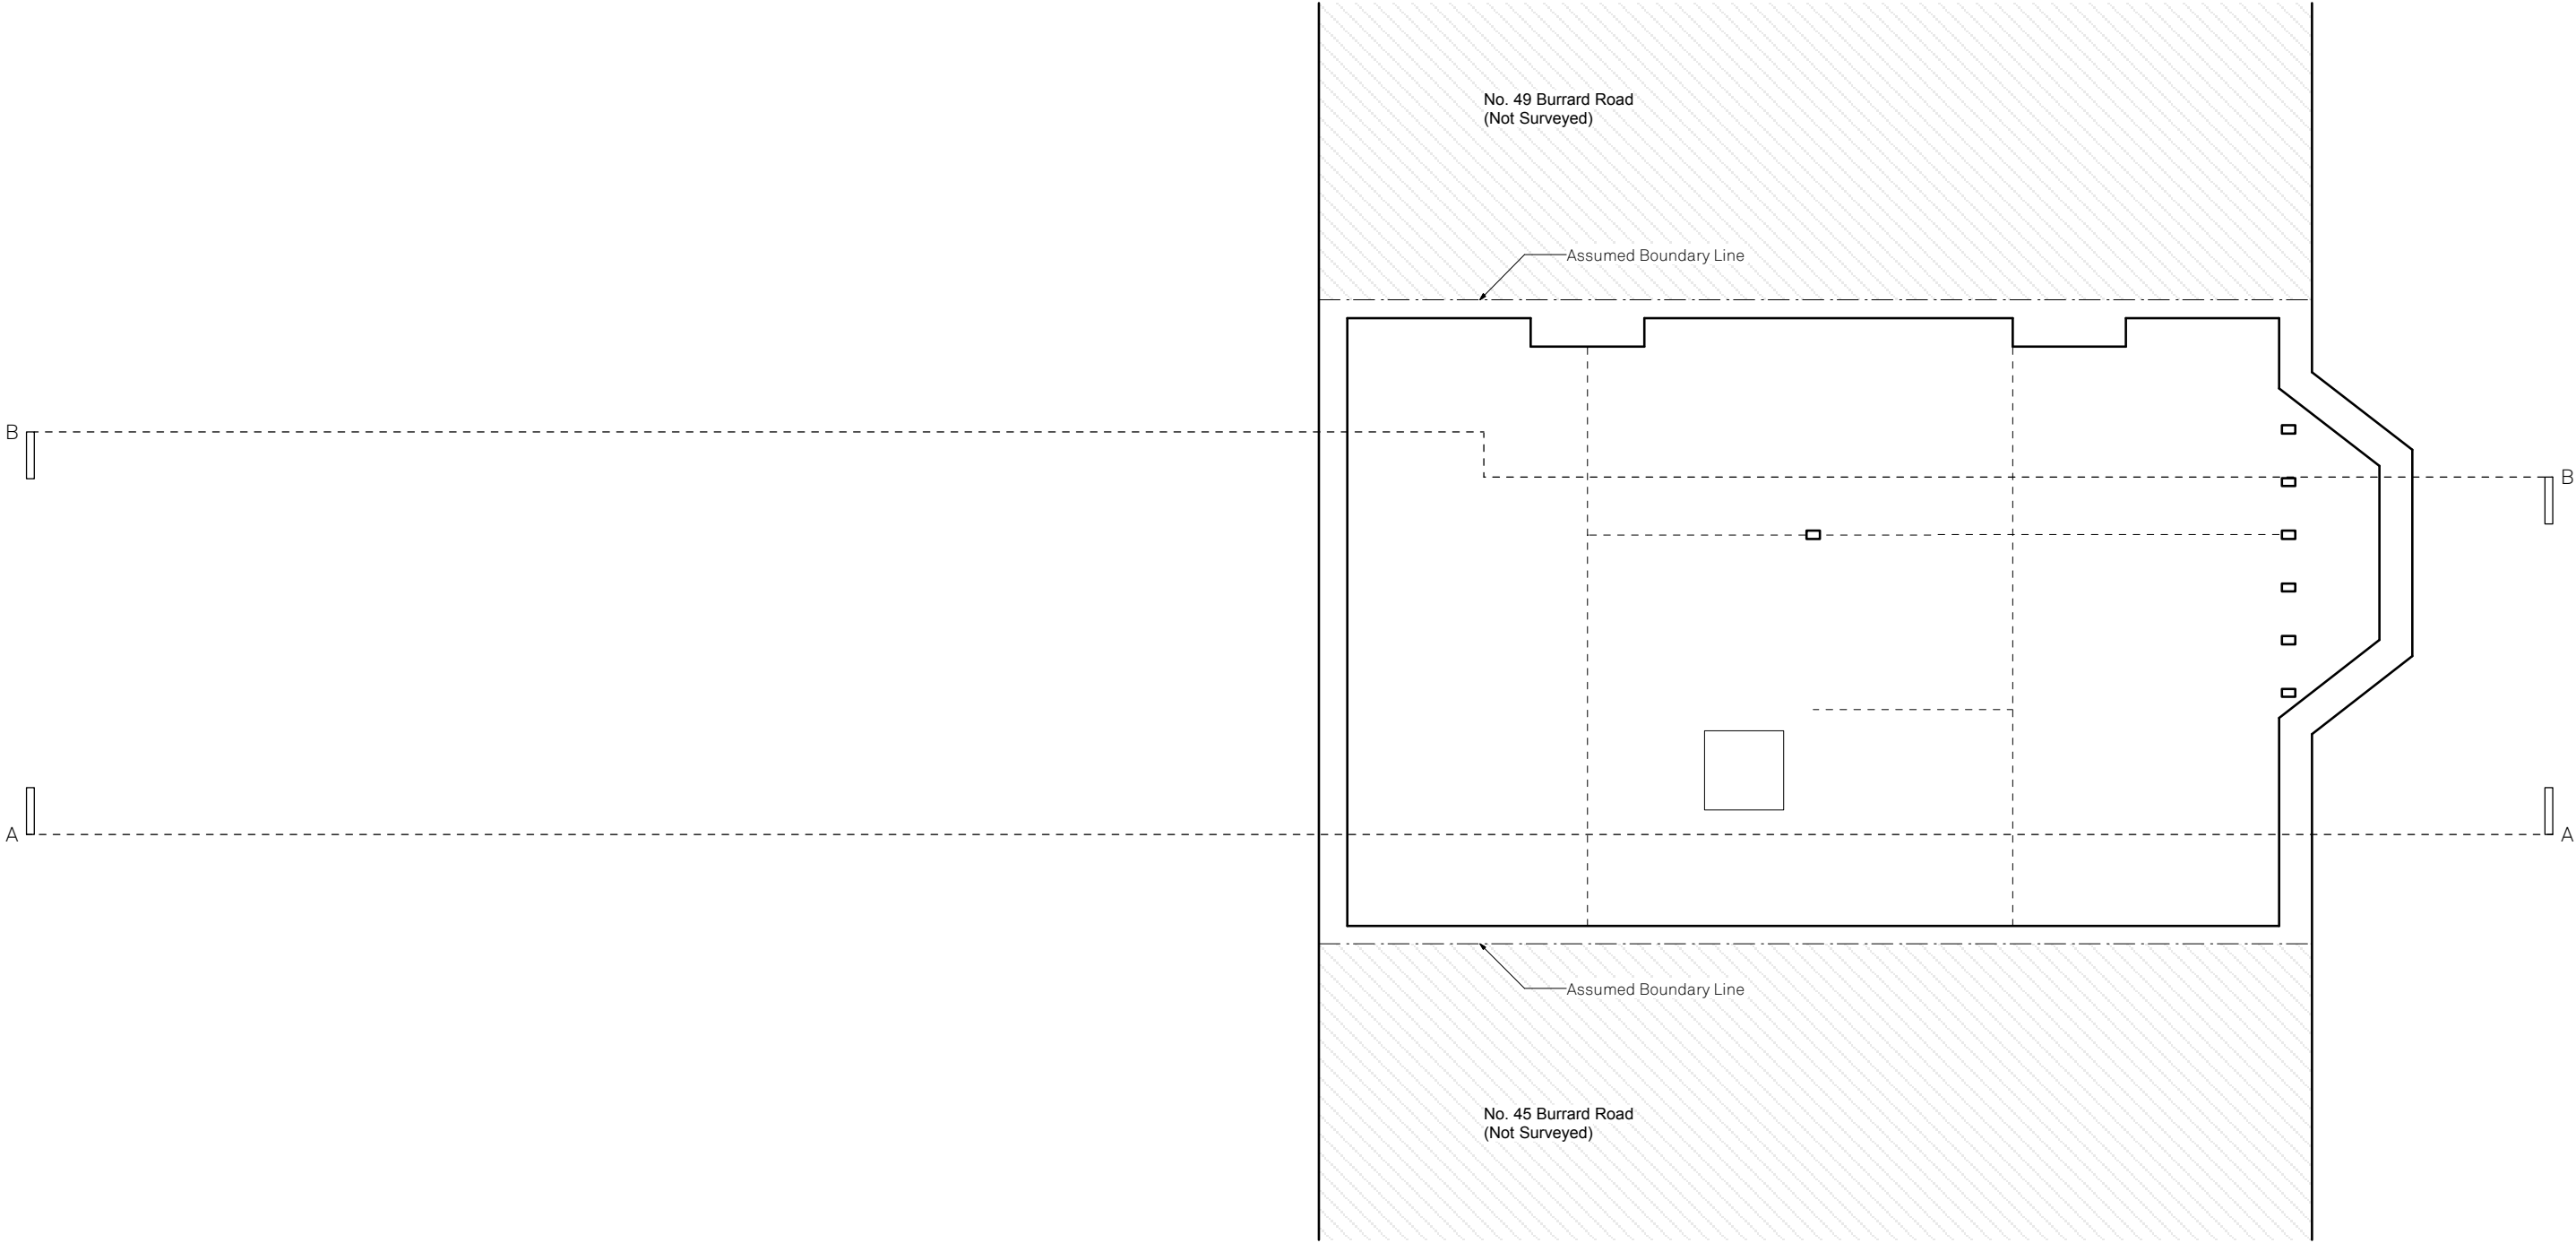 No. 49 Burrard Road
(Not Surveyed)
Assumed Boundary Line
B
B
A
A
Assumed Boundary Line
No. 45 Burrard Road
(Not Surveyed)